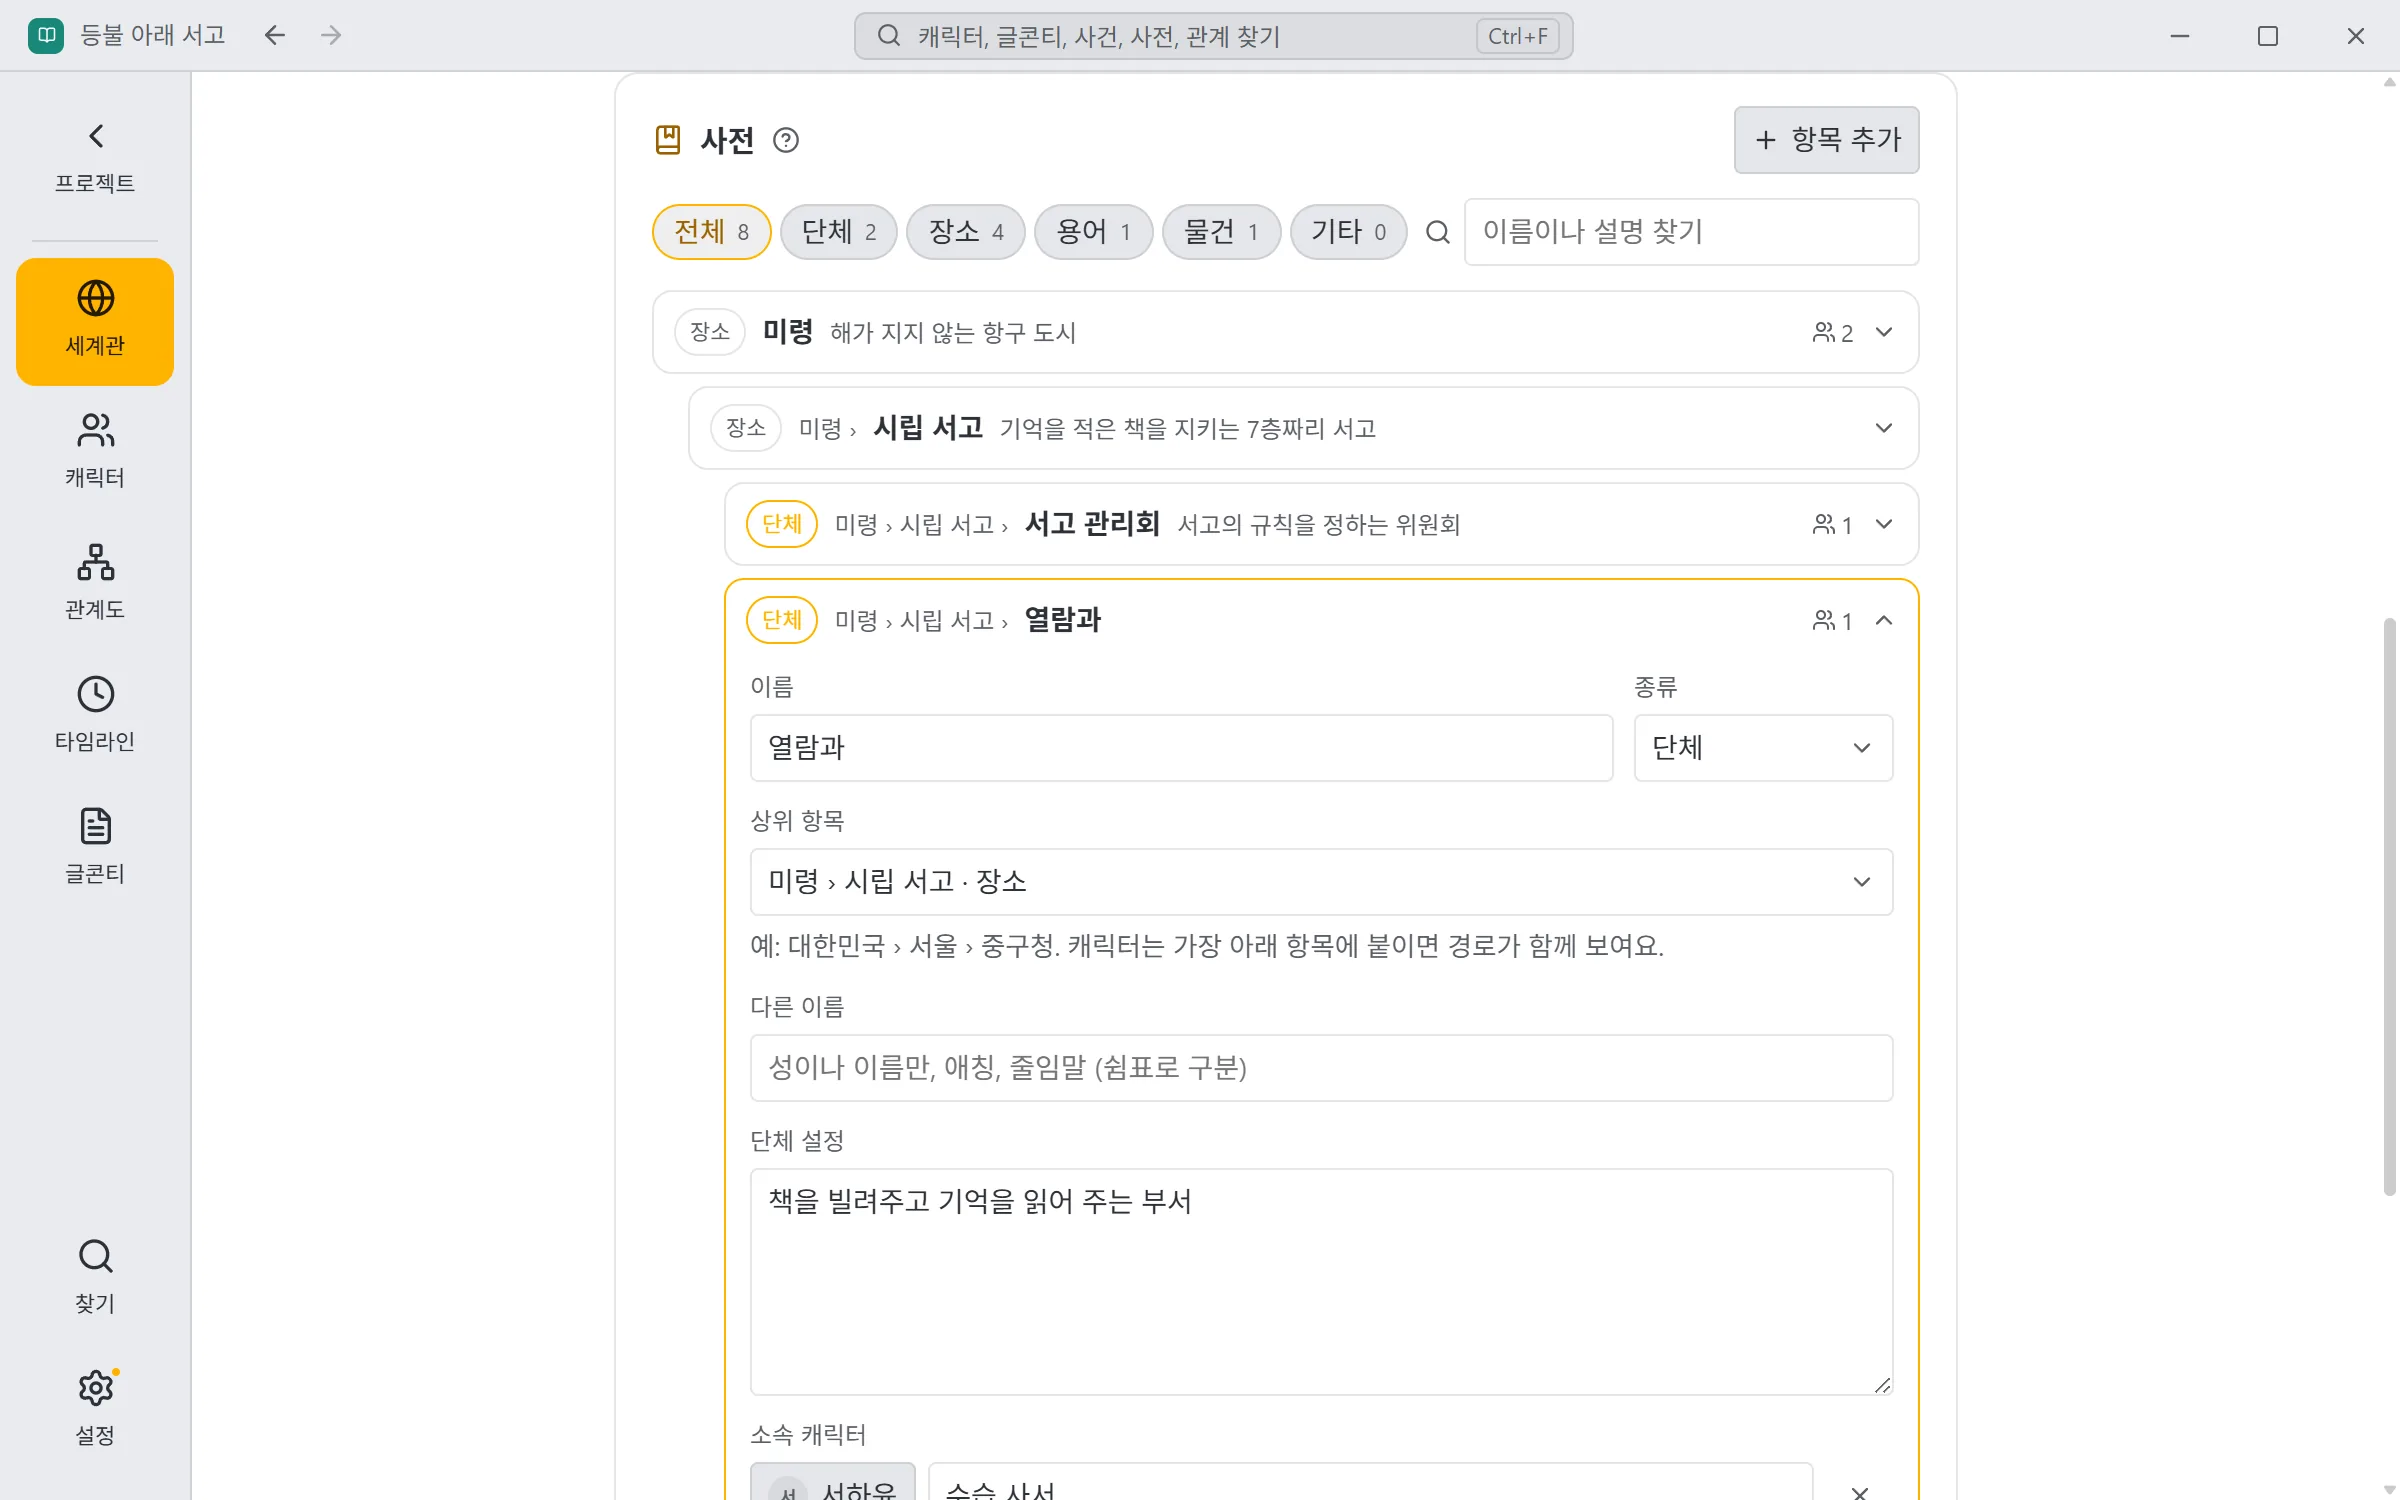 등불 아래 서고
캐릭터, 글콘티, 사건, 사전, 관계 찾기 Ctrl+F
프로젝트
세계관
캐릭터
관계도
타임라인
글콘티
찾기
설정
사전
항목 추가
전체 8 단체 2 장소 4 용어 1 물건 1 기타 0 이름이나 설명 찾기
장소 미령 해가 지지 않는 항구 도시 2
장소 미령 › 시립 서고 기억을 적은 책을 지키는 7층짜리 서고
단체 미령 › 시립 서고 › 서고 관리회 서고의 규칙을 정하는 위원회 1
단체 미령 › 시립 서고 › 열람과 1
이름 종류
열람과 단체
상위 항목
미령 › 시립 서고 · 장소
예: 대한민국 › 서울 › 중구청. 캐릭터는 가장 아래 항목에 붙이면 경로가 함께 보여요.
다른 이름
성이나 이름만, 애칭, 줄임말 (쉼표로 구분)
단체 설정
책을 빌려주고 기억을 읽어 주는 부서
소속 캐릭터
서 서하윤 수습 사서